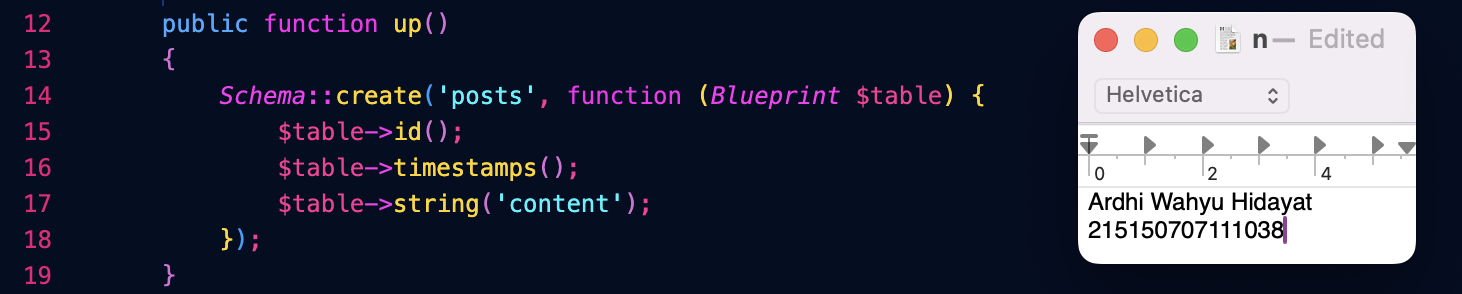 12 public function up()
13 {
14 Schema::create('posts', function (Blueprint $table) {
15 $table->id();
16 $table->timestamps();
17 $table->string('content');
18 });
19 }
n — Edited
Helvetica
0 2 4
Ardhi Wahyu Hidayat
215150707111038